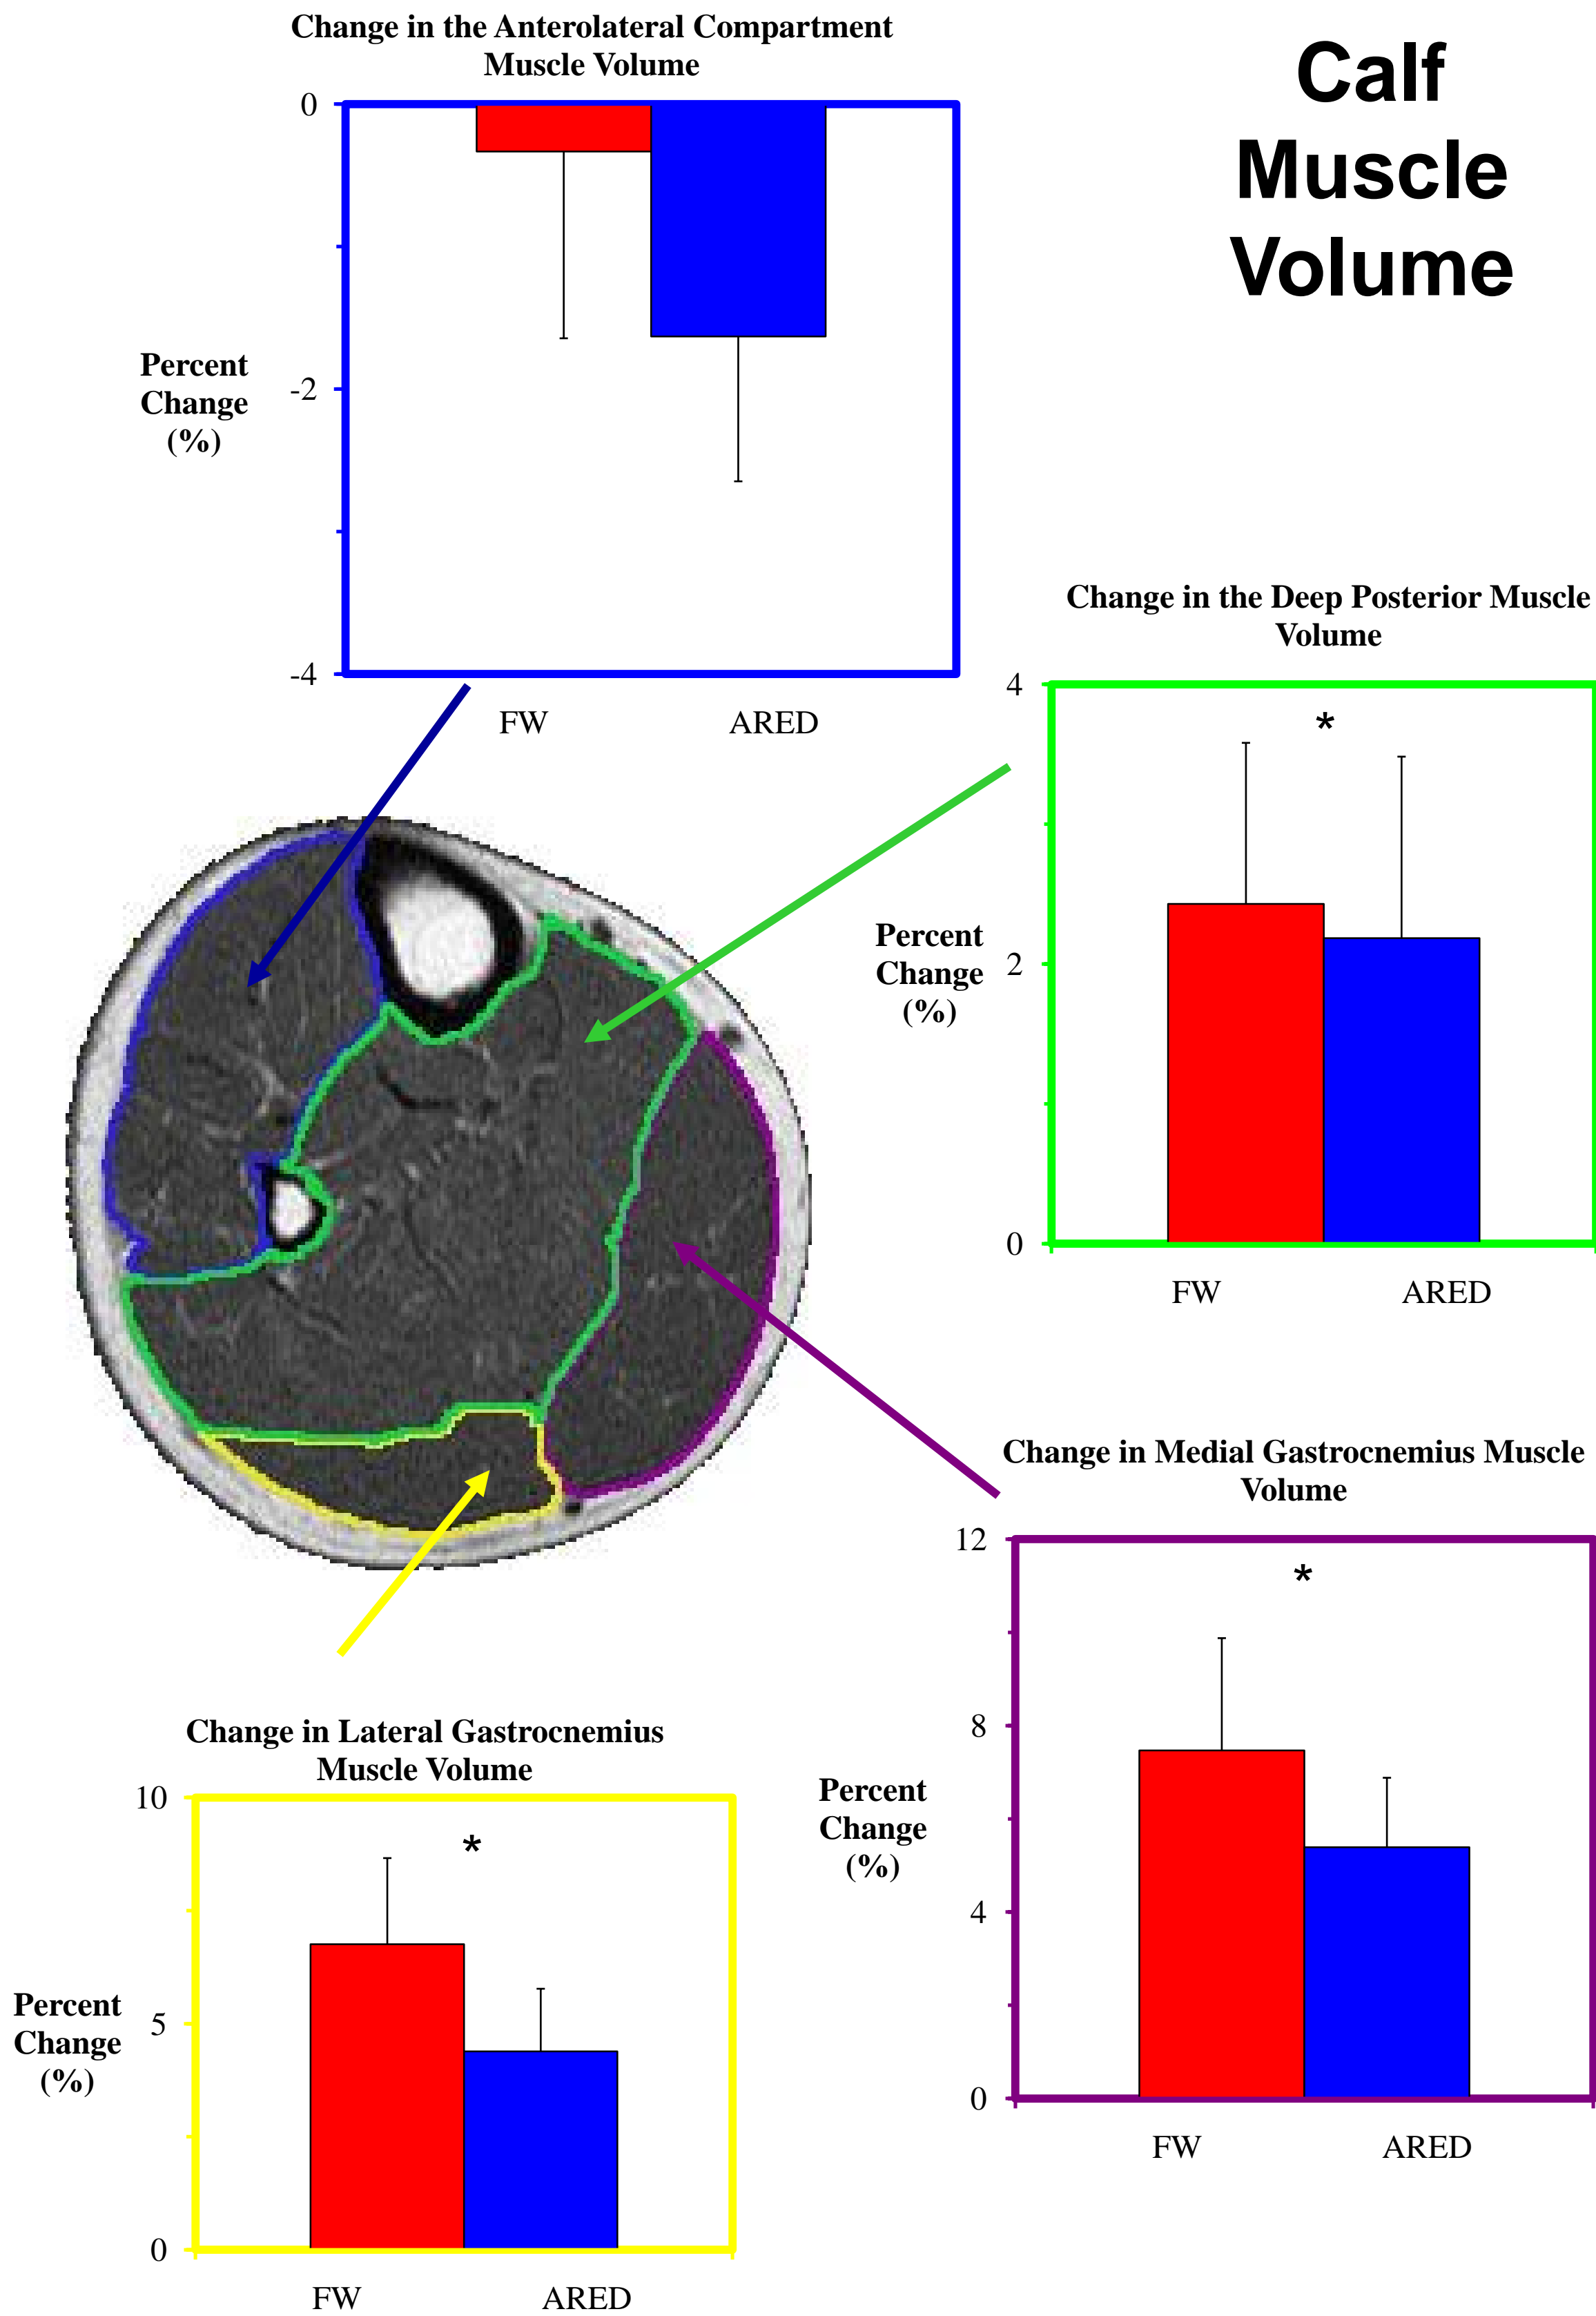 Change in the Anterolateral Compartment
Muscle Volume
Calf
Muscle
Volume
0
-2
-4
Percent
Change
(%)
FW ARED
Change in the Deep Posterior Muscle
Volume
4
2
0
*
Percent
Change
(%)
FW ARED
Change in Medial Gastrocnemius Muscle
Volume
12
8
4
0
*
Percent
Change
(%)
FW ARED
Change in Lateral Gastrocnemius
Muscle Volume
10
5
0
*
Percent
Change
(%)
FW ARED